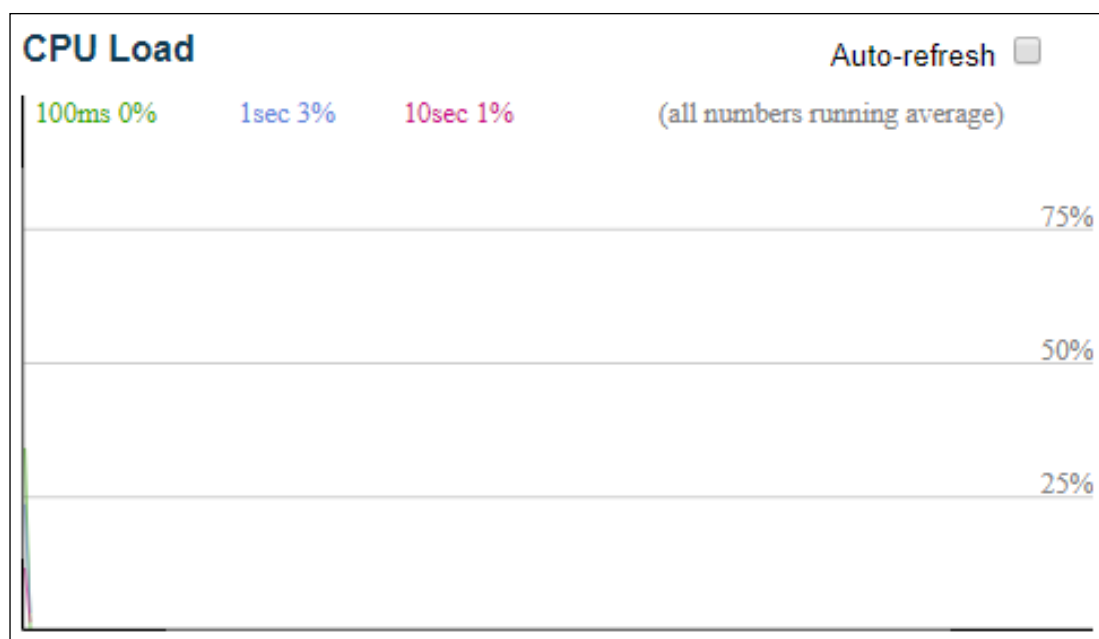 CPU Load
Auto-refresh
100ms 0% 1sec 3% 10sec 1% (all numbers running average)
75%
50%
25%